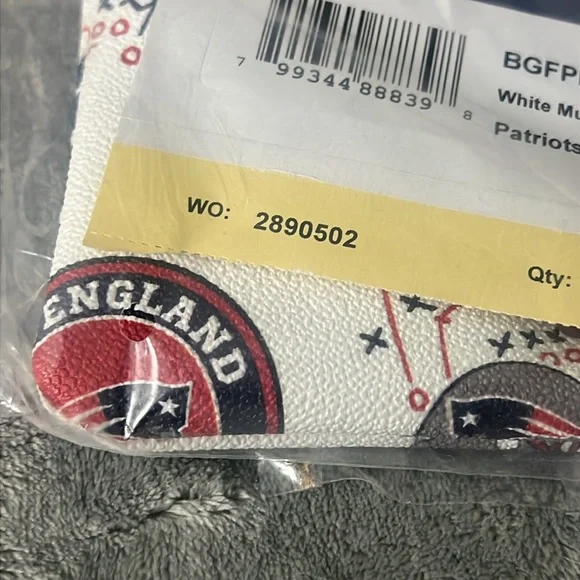 7 99344 88839 8
BGFP
White Mu
Patriots
WO: 2890502
Qty:
ENGLAND